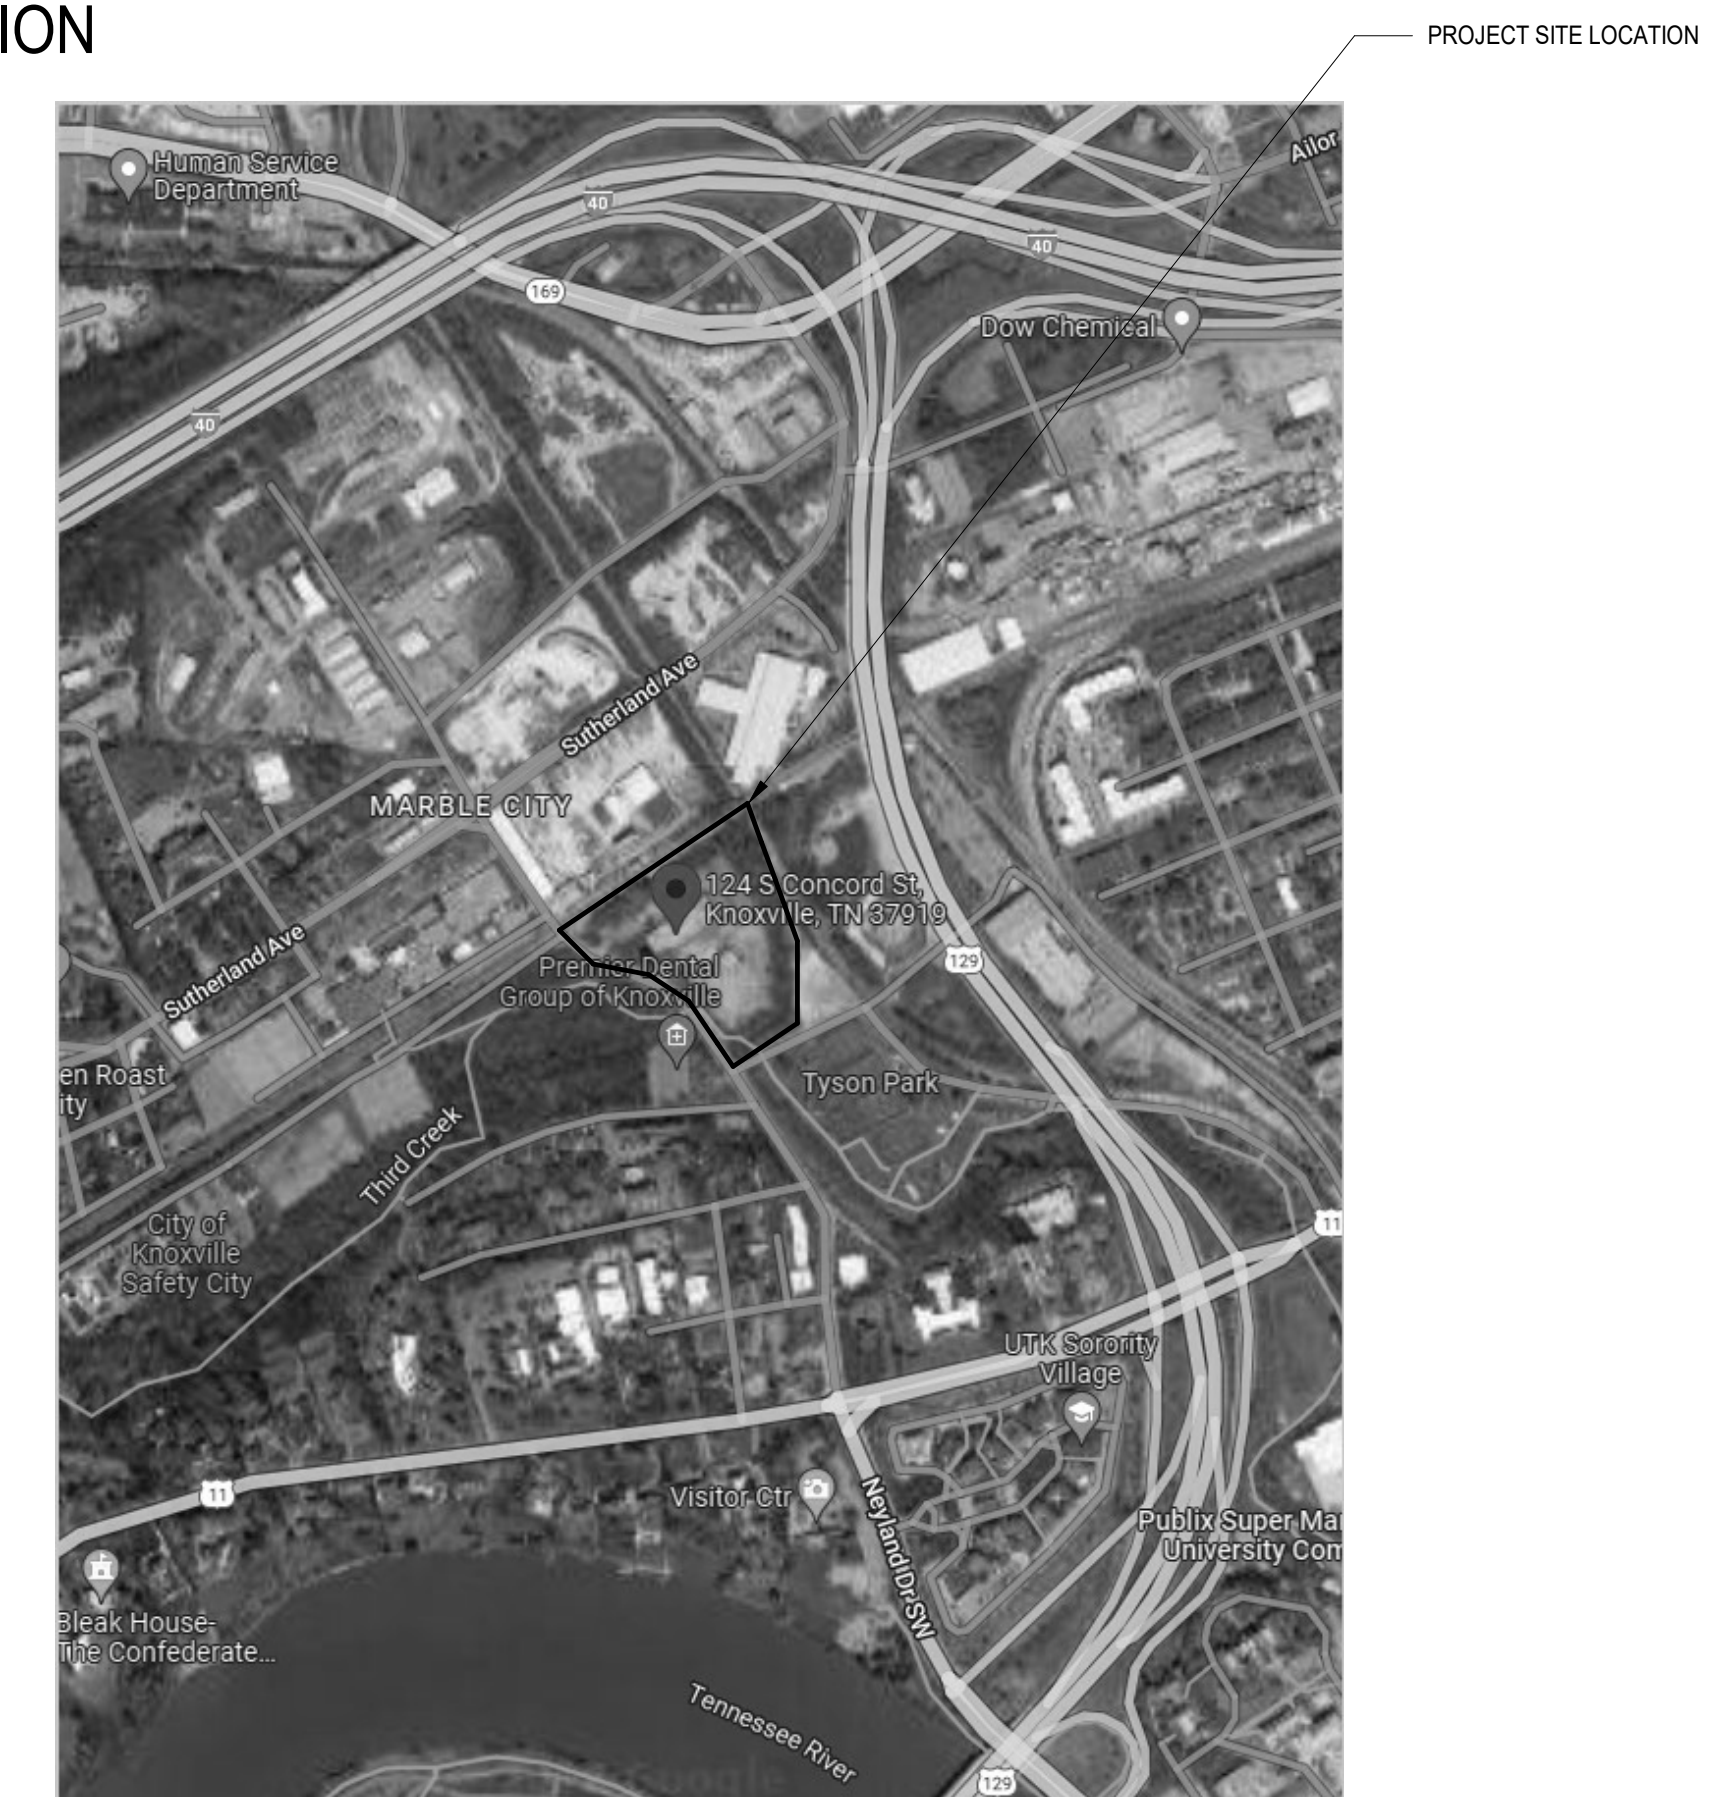 ION
PROJECT SITE LOCATION
Ailor
Human Service
Department
40
40
169
Dow Chemical
40
Sutherland Ave
MARBLE CITY
124 S Concord St,
Knoxville, TN 37919
Sutherland Ave
129
Premier Dental
Group of Knoxville
en Roast
ity
Tyson Park
Third Creek
City of
Knoxville
Safety City
11
UTK Sorority
Village
11
Visitor Ctr
Neyland Dr SW
Publix Super Mar
University Com
Bleak House-
The Confederate...
Tennessee River
Google
129